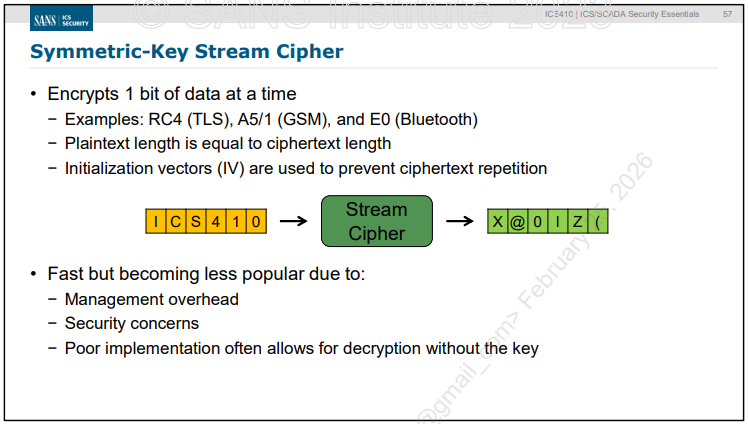 © SANS Institute 2026
SANS ICS SECURITY
ICS410 | ICS/SCADA Security Essentials 57
Symmetric-Key Stream Cipher
• Encrypts 1 bit of data at a time
− Examples: RC4 (TLS), A5/1 (GSM), and E0 (Bluetooth)
− Plaintext length is equal to ciphertext length
− Initialization vectors (IV) are used to prevent ciphertext repetition
I C S 4 1 0
Stream
Cipher
X @ 0 I Z (
• Fast but becoming less popular due to:
− Management overhead
− Security concerns
− Poor implementation often allows for decryption without the key
@gmail_com> February , 2026